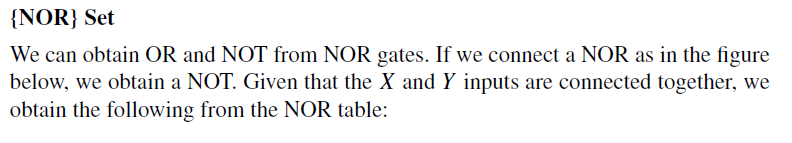 {NOR} Set
We can obtain OR and NOT from NOR gates. If we connect a NOR as in the figure
below, we obtain a NOT. Given that the X and Y inputs are connected together, we
obtain the following from the NOR table: